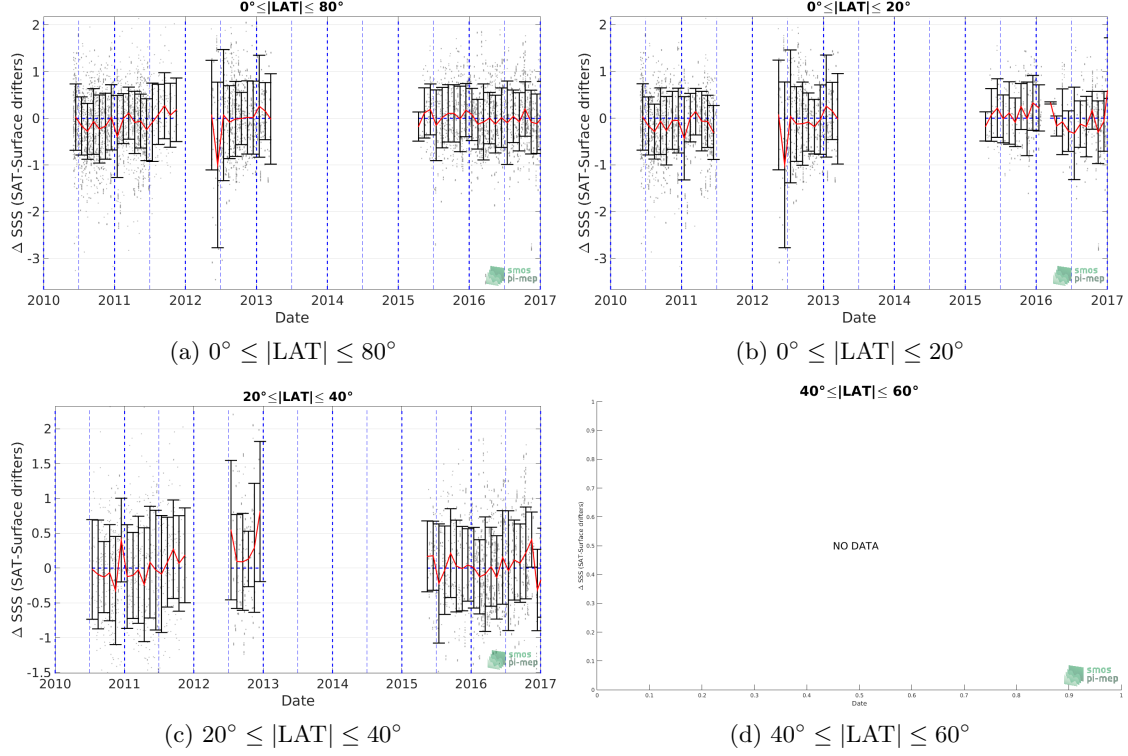 0°≤|LAT|≤ 80°
2
1
0
-1
-2
-3
Δ SSS (SAT-Surface drifters)
2010 2011 2012 2013 2014 2015 2016 2017
Date
smos
pi-mep
(a) 0° ≤ |LAT| ≤ 80°
0°≤|LAT|≤ 20°
2
1
0
-1
-2
-3
Δ SSS (SAT-Surface drifters)
2010 2011 2012 2013 2014 2015 2016 2017
Date
smos
pi-mep
(b) 0° ≤ |LAT| ≤ 20°
20°≤|LAT|≤ 40°
2
1.5
1
0.5
0
-0.5
-1
-1.5
Δ SSS (SAT-Surface drifters)
2010 2011 2012 2013 2014 2015 2016 2017
Date
smos
pi-mep
(c) 20° ≤ |LAT| ≤ 40°
40°≤|LAT|≤ 60°
1
0.9
0.8
0.7
0.6
0.5
0.4
0.3
0.2
0.1
0
Δ SSS (SAT-Surface drifters)
NO DATA
0 0.1 0.2 0.3 0.4 0.5 0.6 0.7 0.8 0.9 1
Date
smos
pi-mep
(d) 40° ≤ |LAT| ≤ 60°